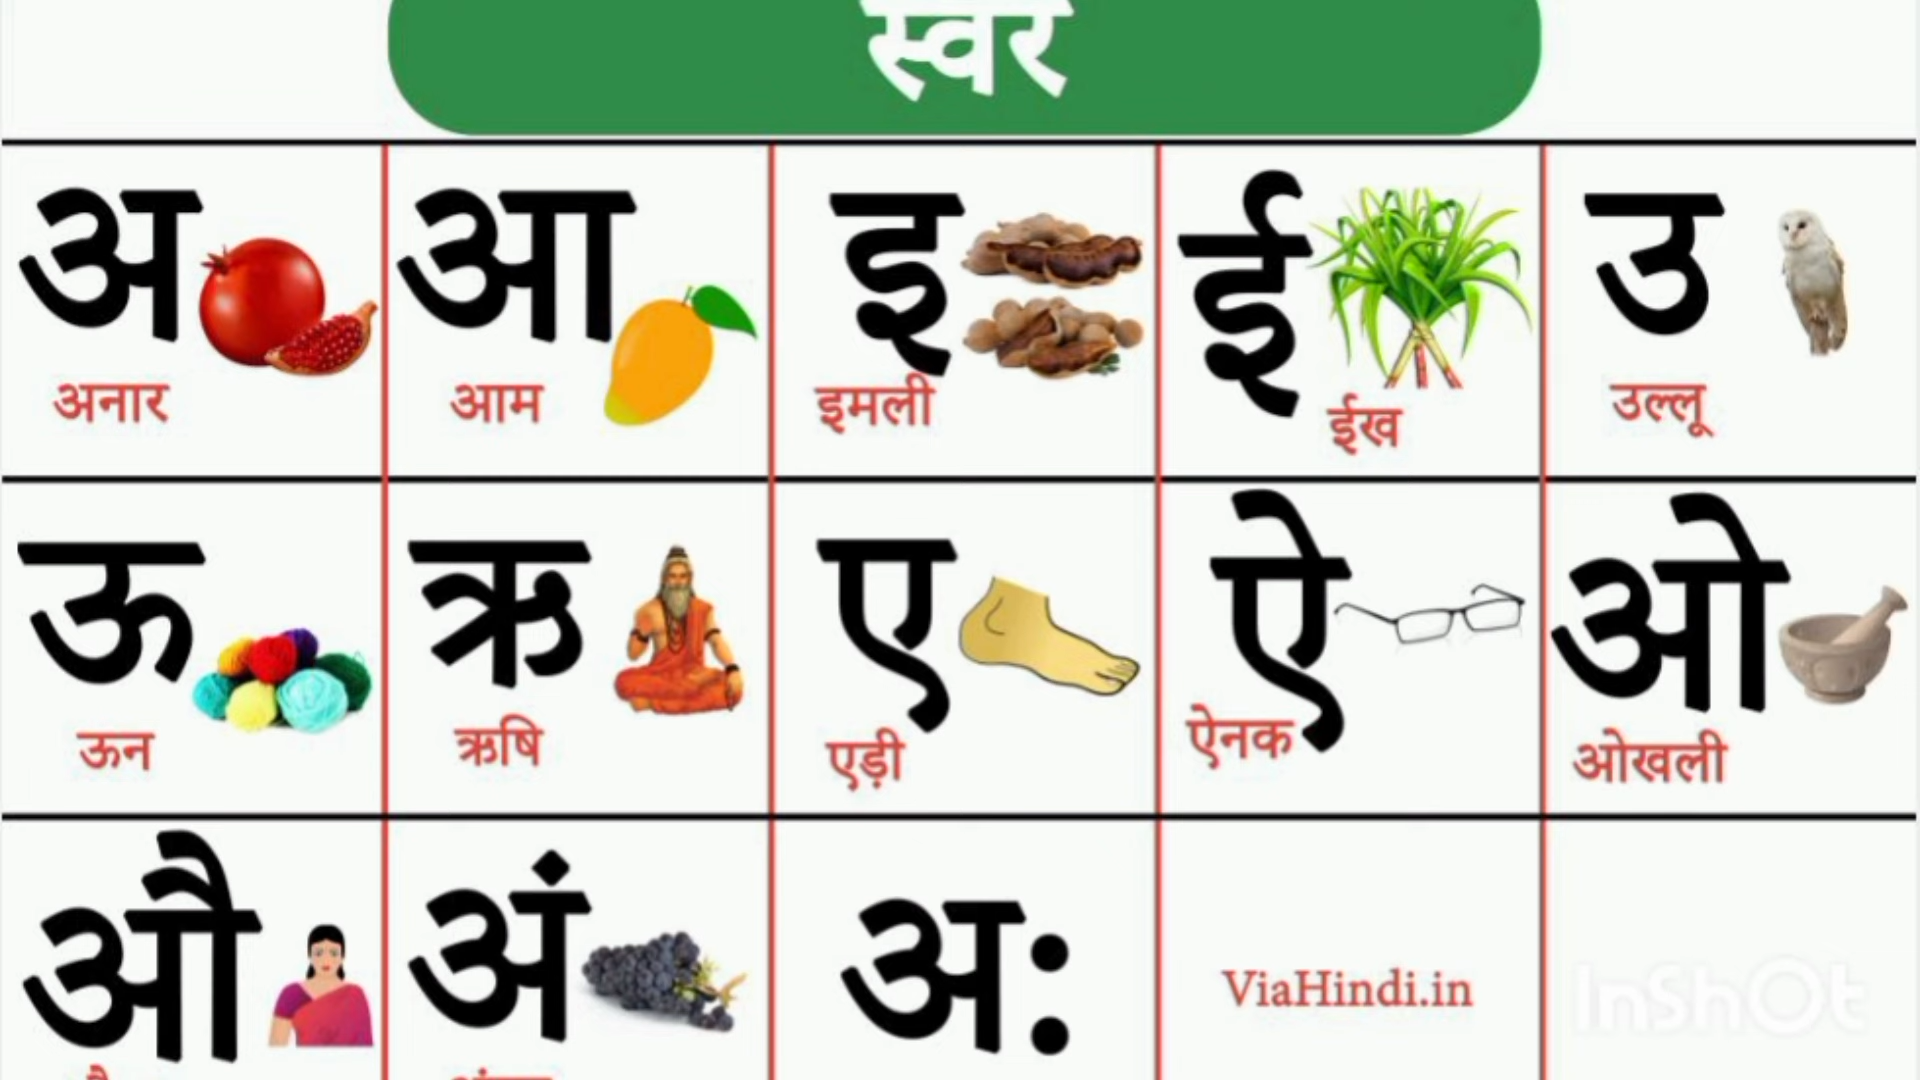 स्वर
अ आ इ ई उ
अनार आम इमली ईख उल्लू
ऊ ऋ ए ऐ ओ
ऊन ऋषि एड़ी ऐनक ओखली
औ अं अः
ViaHindi.in
InShOt